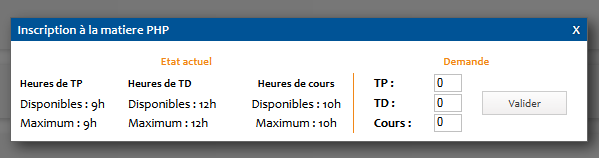 Inscription à la matiere PHP X
Etat actuel Demande
Heures de TP Heures de TD Heures de cours TP : 0
Disponibles : 9h Disponibles : 12h Disponibles : 10h TD : 0 Valider
Maximum : 9h Maximum : 12h Maximum : 10h Cours : 0